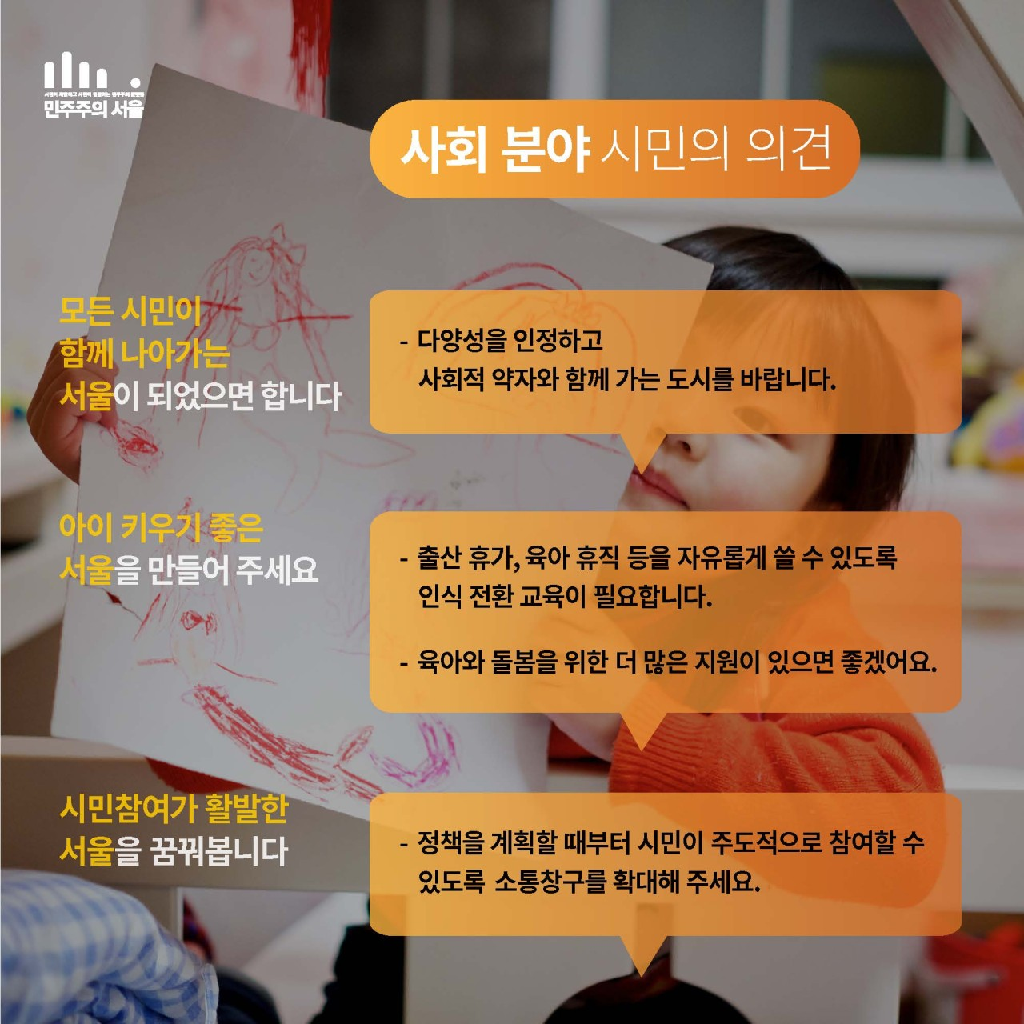 민주주의 서울
사회 분야 시민의 의견
모든 시민이
함께 나아가는
서울이 되었으면 합니다
- 다양성을 인정하고
사회적 약자와 함께 가는 도시를 바랍니다.
아이 키우기 좋은
서울을 만들어 주세요
- 출산 휴가, 육아 휴직 등을 자유롭게 쓸 수 있도록
인식 전환 교육이 필요합니다.
- 육아와 돌봄을 위한 더 많은 지원이 있으면 좋겠어요.
시민참여가 활발한
서울을 꿈꿔봅니다
- 정책을 계획할 때부터 시민이 주도적으로 참여할 수
있도록 소통창구를 확대해 주세요.